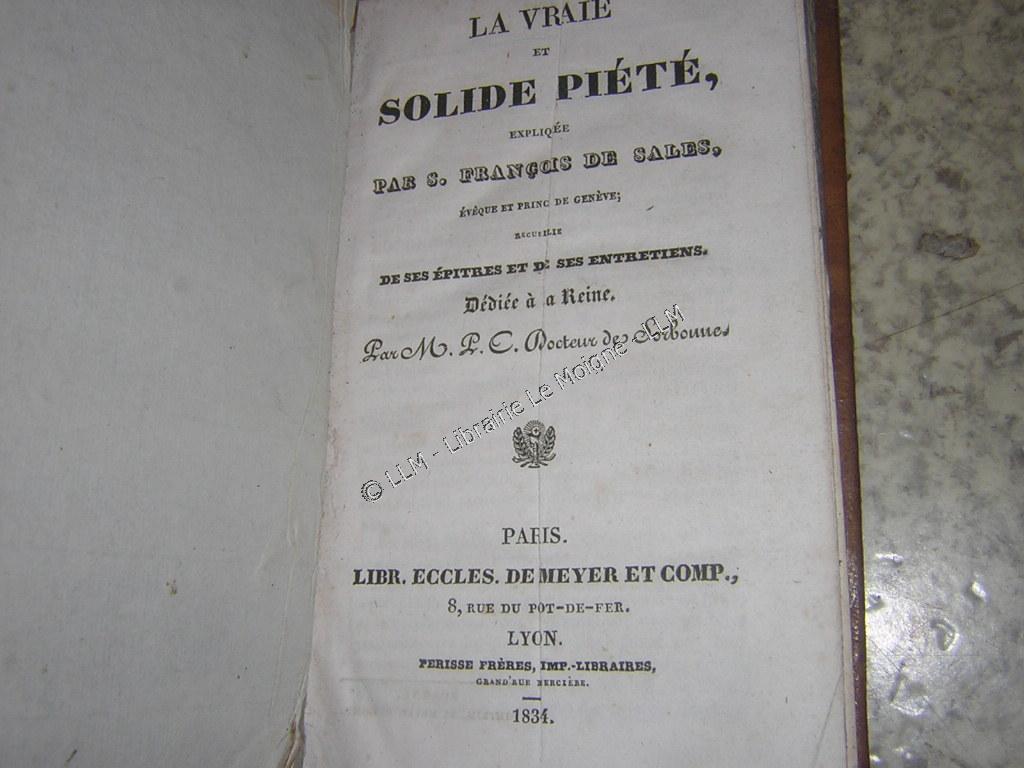 LA VRAIE
ET
SOLIDE PIÉTÉ,
EXPLIQUÉE
PAR S. FRANÇOIS DE SALES,
ÉVÊQUE ET PRINC DE GENÈVE;
RECUEILIE
DE SES ÉPITRES ET DE SES ENTRETIENS.
Dédiée à a Reine.
Par M. P. C. Docteur de Sorbonne
© LLM - Librairie Le Moigne - LLM
PARIS.
LIBR. ECCLES. DE MEYER ET COMP.,
8, RUE DU POT-DE-FER.
LYON.
PERISSE FRÈRES, IMP.-LIBRAIRES,
GRAND'RUE MERCIÈRE.
1834.